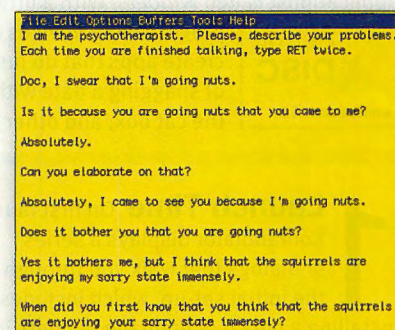 File Edit Options Buffers Tools Help
I am the psychotherapist.  Please, describe your problems.
Each time you are finished talking, type RET twice.
Doc, I swear that I'm going nuts.
Is it because you are going nuts that you came to me?
Absolutely.
Can you elaborate on that?
Absolutely, I came to see you because I'm going nuts.
Does it bother you that you are going nuts?
Yes it bothers me, but I think that the squirrels are
enjoying my sorry state immensely.
When did you first know that you think that the squirrels
are enjoying your sorry state immensely?